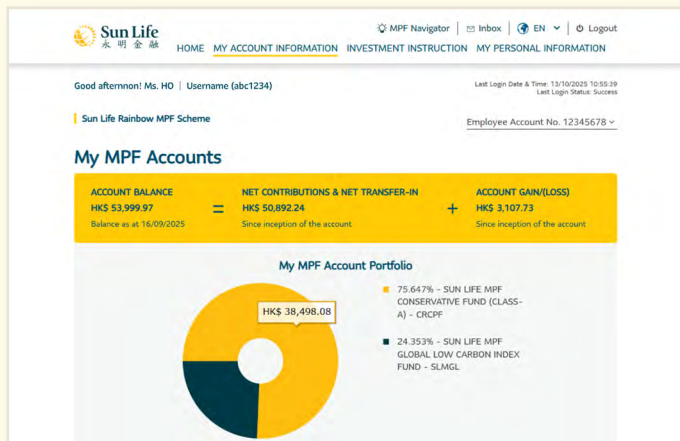 Sun Life
永明金融
MPF Navigator
Inbox
EN
Logout
HOME MY ACCOUNT INFORMATION INVESTMENT INSTRUCTION MY PERSONAL INFORMATION
Good afternnon! Ms. HO | Username (abc1234)
Last Login Date & Time: 13/10/2025 10:55:39
Last Login Status: Success
Sun Life Rainbow MPF Scheme
Employee Account No. 12345678
My MPF Accounts
ACCOUNT BALANCE
HK$ 53,999.97
Balance as at 16/09/2025
=
NET CONTRIBUTIONS & NET TRANSFER-IN
HK$ 50,892.24
Since inception of the account
+
ACCOUNT GAIN/(LOSS)
HK$ 3,107.73
Since inception of the account
My MPF Account Portfolio
HK$ 38,498.08
75.647% - SUN LIFE MPF
CONSERVATIVE FUND (CLASS-
A) - CRCPF
24.353% - SUN LIFE MPF
GLOBAL LOW CARBON INDEX
FUND - SLMGL